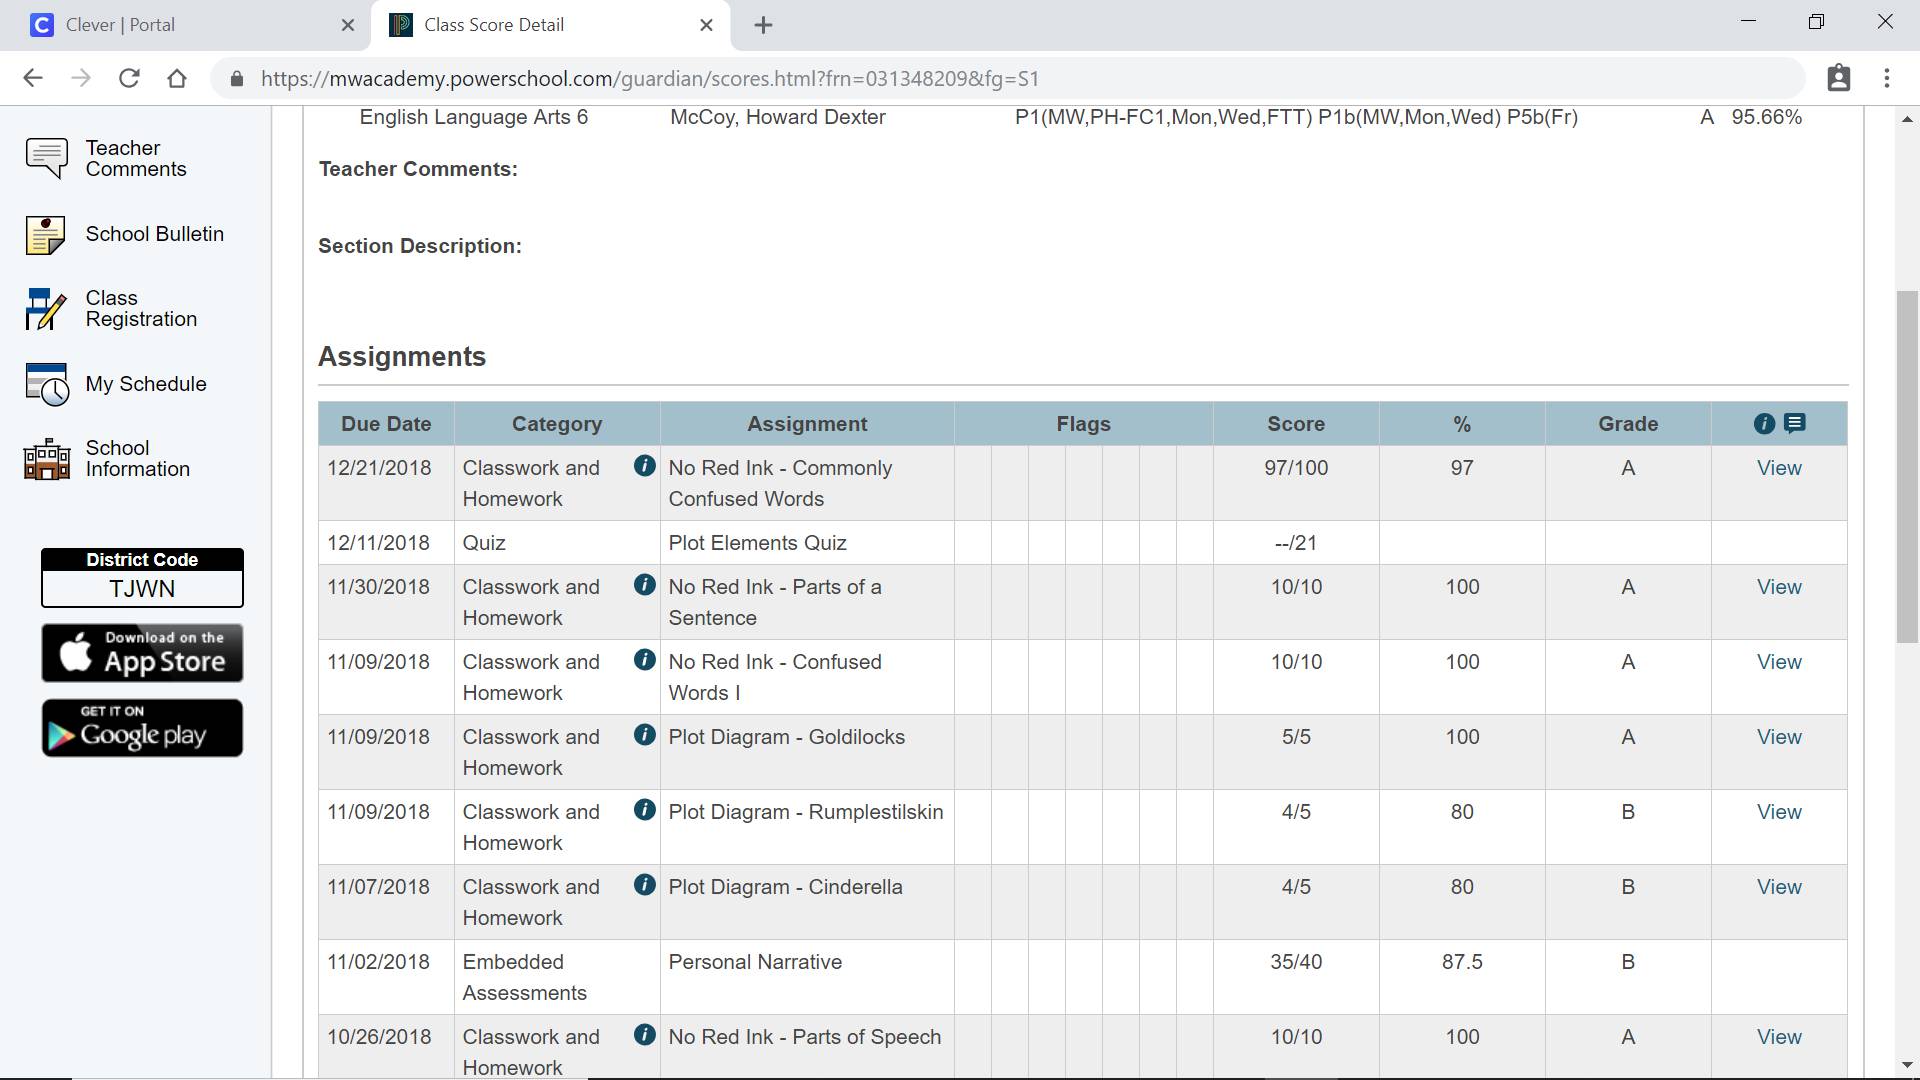 Clever | Portal
Class Score Detail
https://mwacademy.powerschool.com/guardian/scores.html?frn=031348209&fg=S1
English Language Arts 6 McCoy, Howard Dexter P1(MW,PH-FC1,Mon,Wed,FTT) P1b(MW,Mon,Wed) P5b(Fr) A 95.66%
Teacher Comments:
Section Description:
Teacher
Comments
School Bulletin
Class
Registration
My Schedule
School
Information
District Code
TJWN
Download on the
App Store
GET IT ON
Google play
Assignments
Due Date Category Assignment Flags Score % Grade
12/21/2018 Classwork and No Red Ink - Commonly 97/100 97 A View
Homework Confused Words
12/11/2018 Quiz Plot Elements Quiz --/21
11/30/2018 Classwork and No Red Ink - Parts of a 10/10 100 A View
Homework Sentence
11/09/2018 Classwork and No Red Ink - Confused 10/10 100 A View
Homework Words I
11/09/2018 Classwork and Plot Diagram - Goldilocks 5/5 100 A View
Homework
11/09/2018 Classwork and Plot Diagram - Rumplestilskin 4/5 80 B View
Homework
11/07/2018 Classwork and Plot Diagram - Cinderella 4/5 80 B View
Homework
11/02/2018 Embedded Personal Narrative 35/40 87.5 B
Assessments
10/26/2018 Classwork and No Red Ink - Parts of Speech 10/10 100 A View
Homework